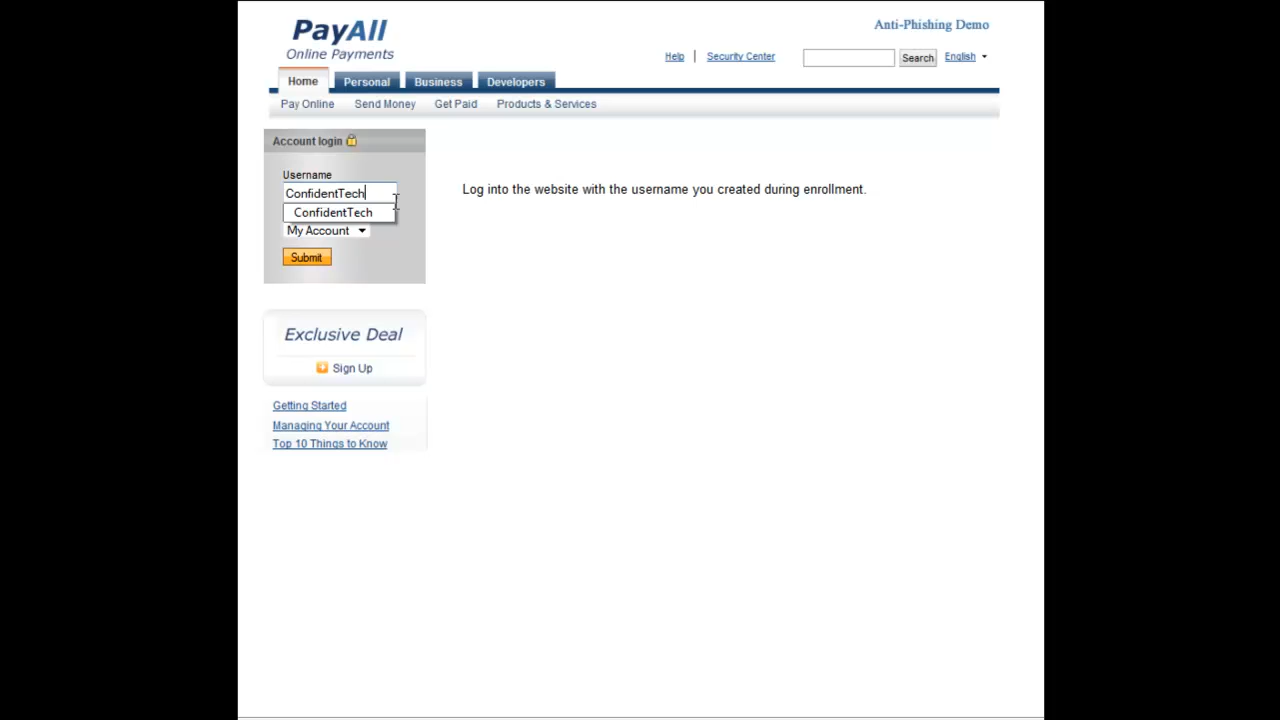 PayAll
Online Payments
Anti-Phishing Demo
Help | Security Center Search English
Home Personal Business Developers
Pay Online Send Money Get Paid Products & Services
Account login
Username
ConfidentTech
ConfidentTech
My Account
Submit
Log into the website with the username you created during enrollment.
Exclusive Deal
Sign Up
Getting Started
Managing Your Account
Top 10 Things to Know